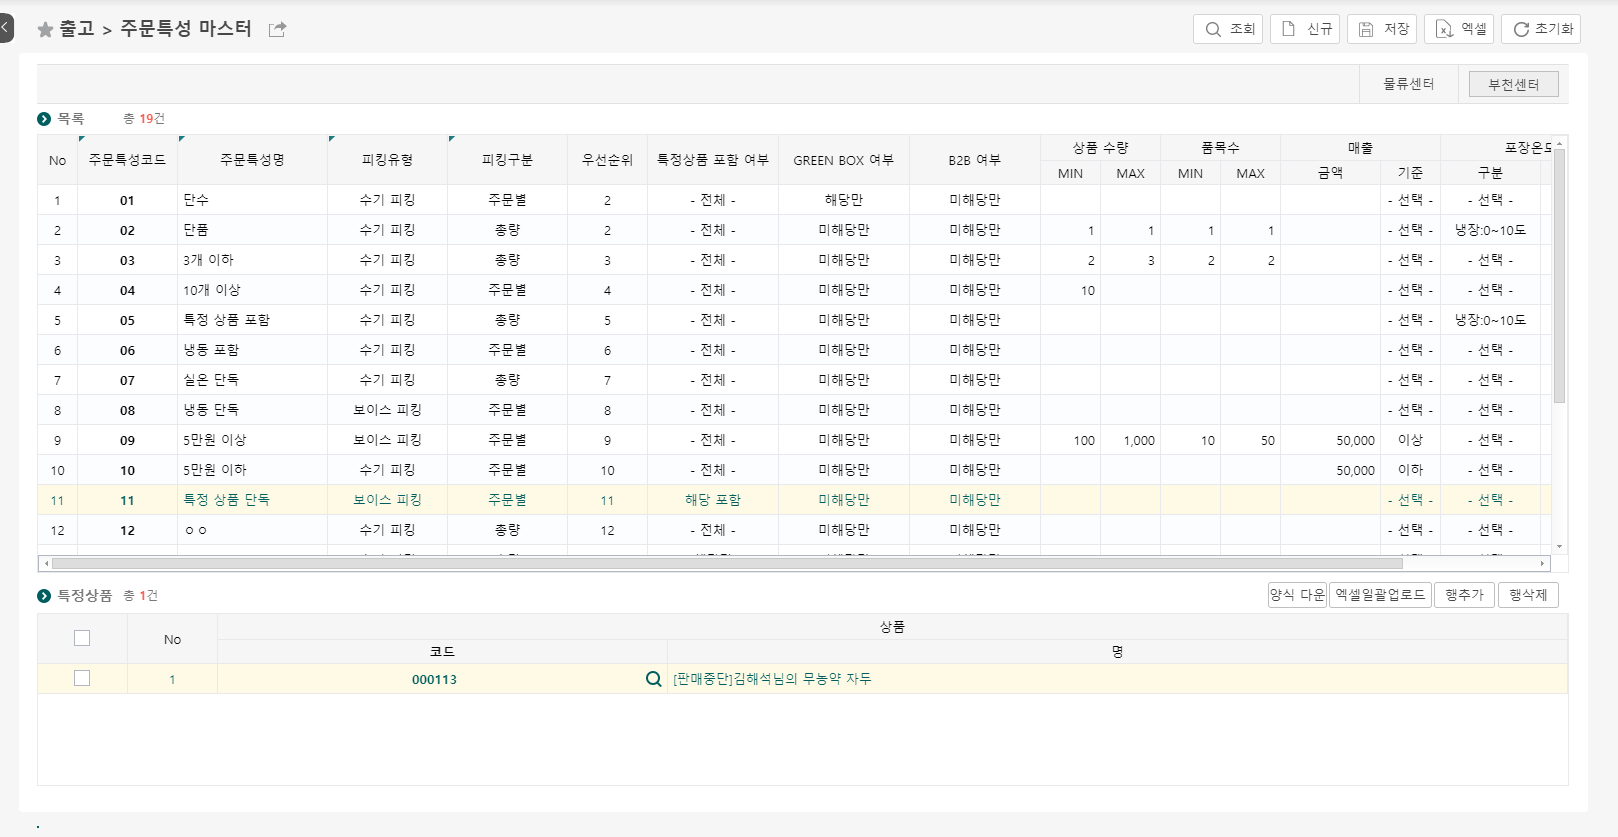 출고 > 주문특성 마스터
조회 신규 저장 엑셀 초기화
물류센터 부천센터
목록 총 19건
No 주문특성코드 주문특성명 피킹유형 피킹구분 우선순위 특정상품 포함 여부 GREEN BOX 여부 B2B 여부 상품 수량 품목수 매출 포장온도
MIN MAX MIN MAX 금액 기준 구분
1 01 단수 수기 피킹 주문별 2 - 전체 - 해당만 미해당만 - 선택 - - 선택 -
2 02 단품 수기 피킹 총량 2 - 전체 - 미해당만 미해당만 1 1 1 1 - 선택 - 냉장:0~10도
3 03 3개 이하 수기 피킹 총량 3 - 전체 - 미해당만 미해당만 2 3 2 2 - 선택 - - 선택 -
4 04 10개 이상 수기 피킹 주문별 4 - 전체 - 미해당만 미해당만 10 - 선택 - - 선택 -
5 05 특정 상품 포함 수기 피킹 총량 5 - 전체 - 미해당만 미해당만 - 선택 - 냉장:0~10도
6 06 냉동 포함 수기 피킹 주문별 6 - 전체 - 미해당만 미해당만 - 선택 - - 선택 -
7 07 실온 단독 수기 피킹 총량 7 - 전체 - 미해당만 미해당만 - 선택 - - 선택 -
8 08 냉동 단독 보이스 피킹 주문별 8 - 전체 - 미해당만 미해당만 - 선택 - - 선택 -
9 09 5만원 이상 보이스 피킹 주문별 9 - 전체 - 미해당만 미해당만 100 1,000 10 50 50,000 이상 - 선택 -
10 10 5만원 이하 수기 피킹 주문별 10 - 전체 - 미해당만 미해당만 50,000 이하 - 선택 -
11 11 특정 상품 단독 보이스 피킹 주문별 11 해당 포함 미해당만 미해당만 - 선택 - - 선택 -
12 12 ㅇㅇ 수기 피킹 총량 12 - 전체 - 미해당만 미해당만 - 선택 - - 선택 -
특정상품 총 1건
양식 다운 엑셀일괄업로드 행추가 행삭제
No 상품
코드 명
1 000113 [판매중단]김해석님의 무농약 자두